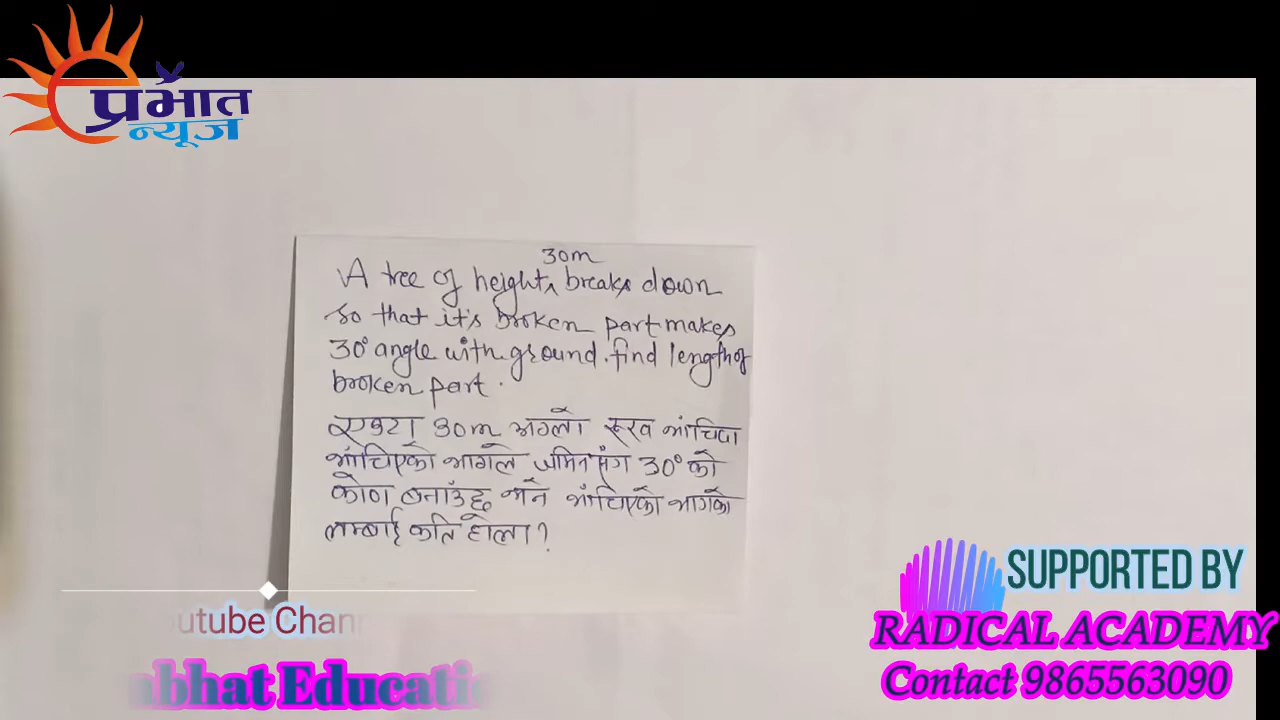 प्रभात
न्यूज
30m
A tree of height breaks down
so that it's broken part makes
30° angle with ground. find length of
broken part.
एउटा 30m अग्लो रूख भाँचिदा
भाँचिएको भागले जमिन संग 30° को
कोण बनाउँछ भने भाँचिएको भागको
लम्बाई कति होला?
outube Chan
abhat Educati
SUPPORTED BY
RADICAL ACADEMY
Contact 9865563090